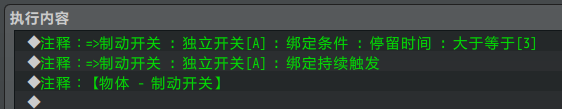 执行内容
◆注释：=>制动开关 : 独立开关[A] : 绑定条件 : 停留时间 : 大于等于[3]
◆注释：=>制动开关 : 独立开关[A] : 绑定持续触发
◆注释：【物体 - 制动开关】
◆